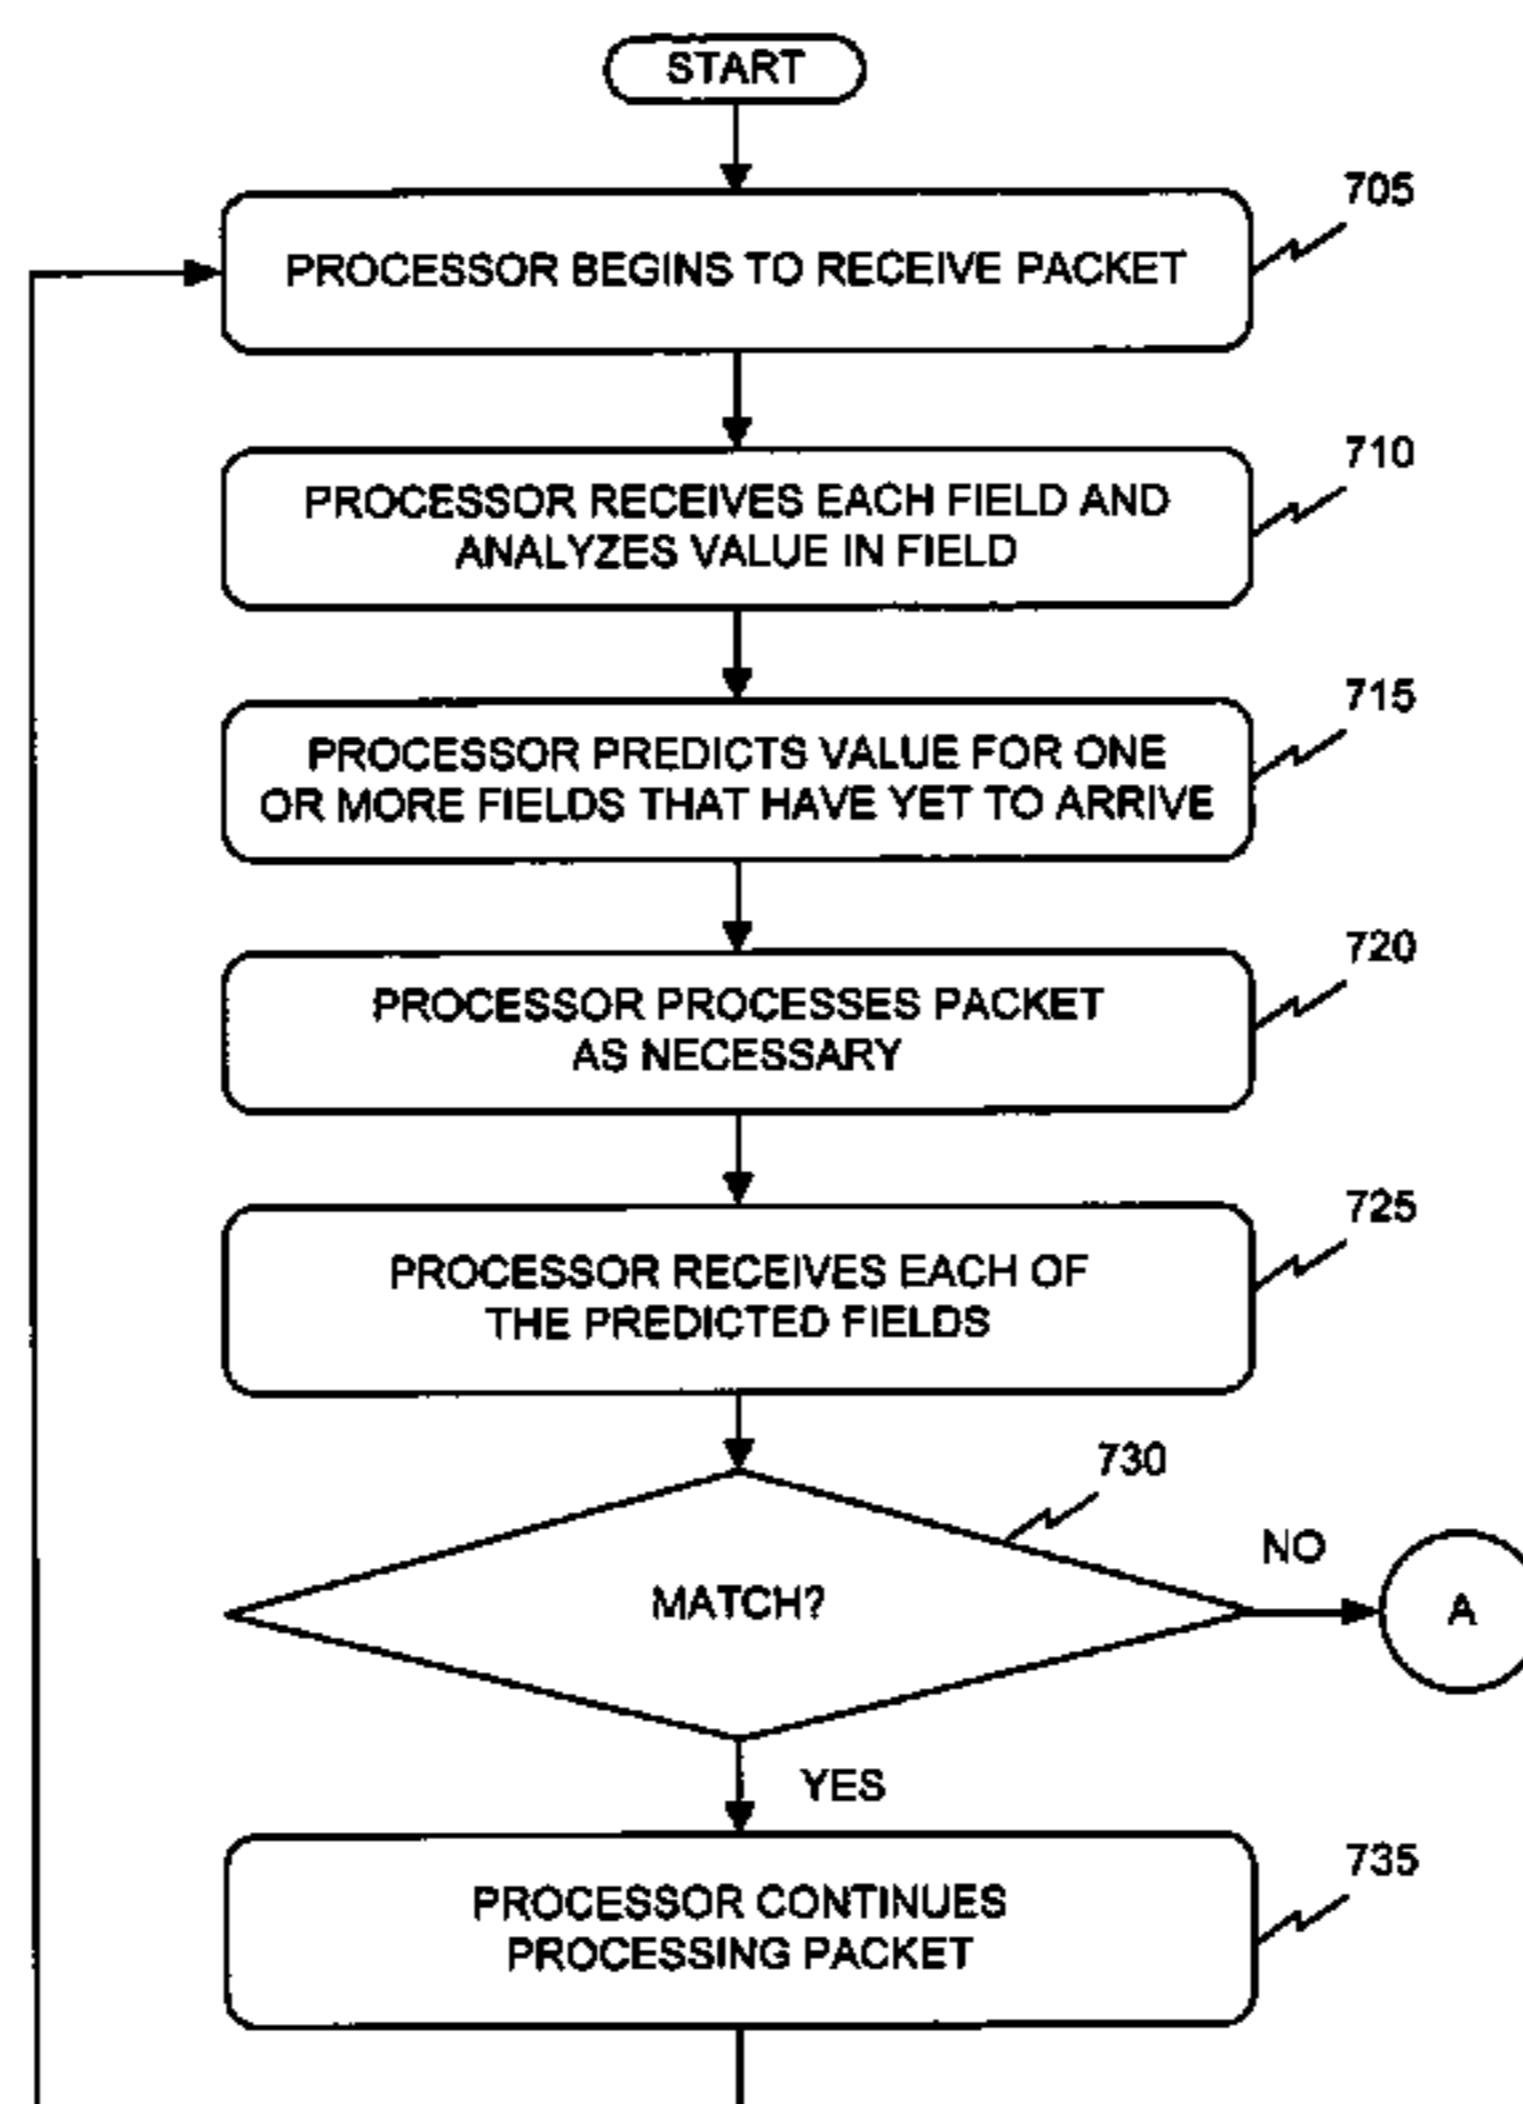 START
705
PROCESSOR BEGINS TO RECEIVE PACKET
710
PROCESSOR RECEIVES EACH FIELD AND
ANALYZES VALUE IN FIELD
715
PROCESSOR PREDICTS VALUE FOR ONE
OR MORE FIELDS THAT HAVE YET TO ARRIVE
720
PROCESSOR PROCESSES PACKET
AS NECESSARY
725
PROCESSOR RECEIVES EACH OF
THE PREDICTED FIELDS
730
NO
MATCH?
A
YES
735
PROCESSOR CONTINUES
PROCESSING PACKET